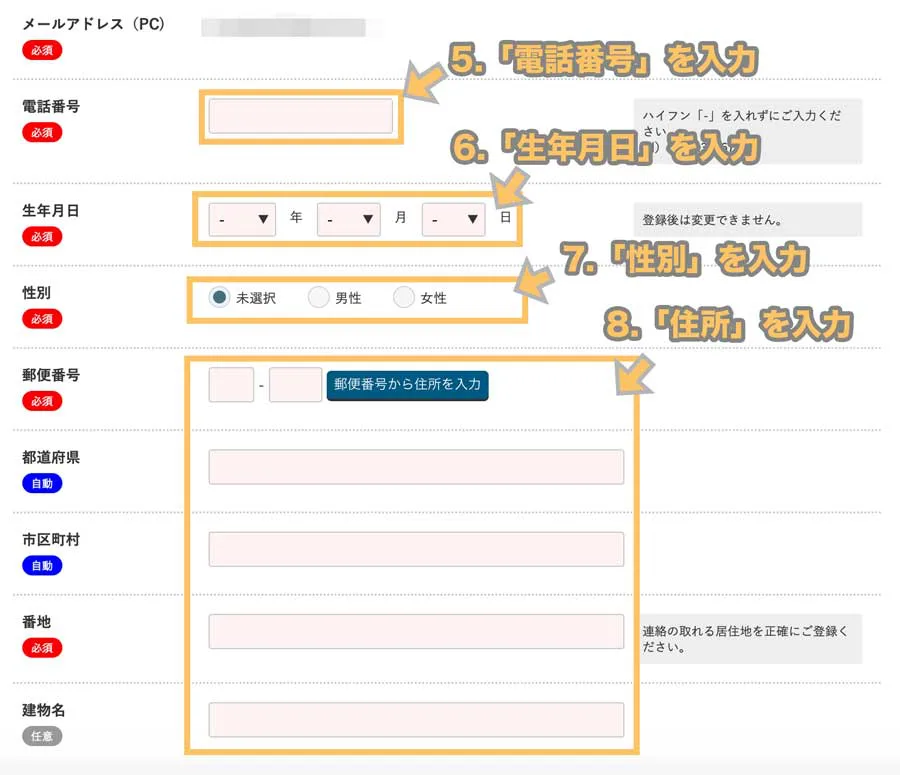 メールアドレス（PC）
必須
5.「電話番号」を入力
電話番号
必須
ハイフン「-」を入れずにご入力くだ
さい
6.「生年月日」を入力
生年月日
必須
- ▼ 年 - ▼ 月 - ▼ 日
登録後は変更できません。
7.「性別」を入力
性別
必須
未選択 男性 女性
8.「住所」を入力
郵便番号
必須
- 郵便番号から住所を入力
都道府県
自動
市区町村
自動
番地
必須
連絡の取れる居住地を正確にご登録く
ださい。
建物名
任意